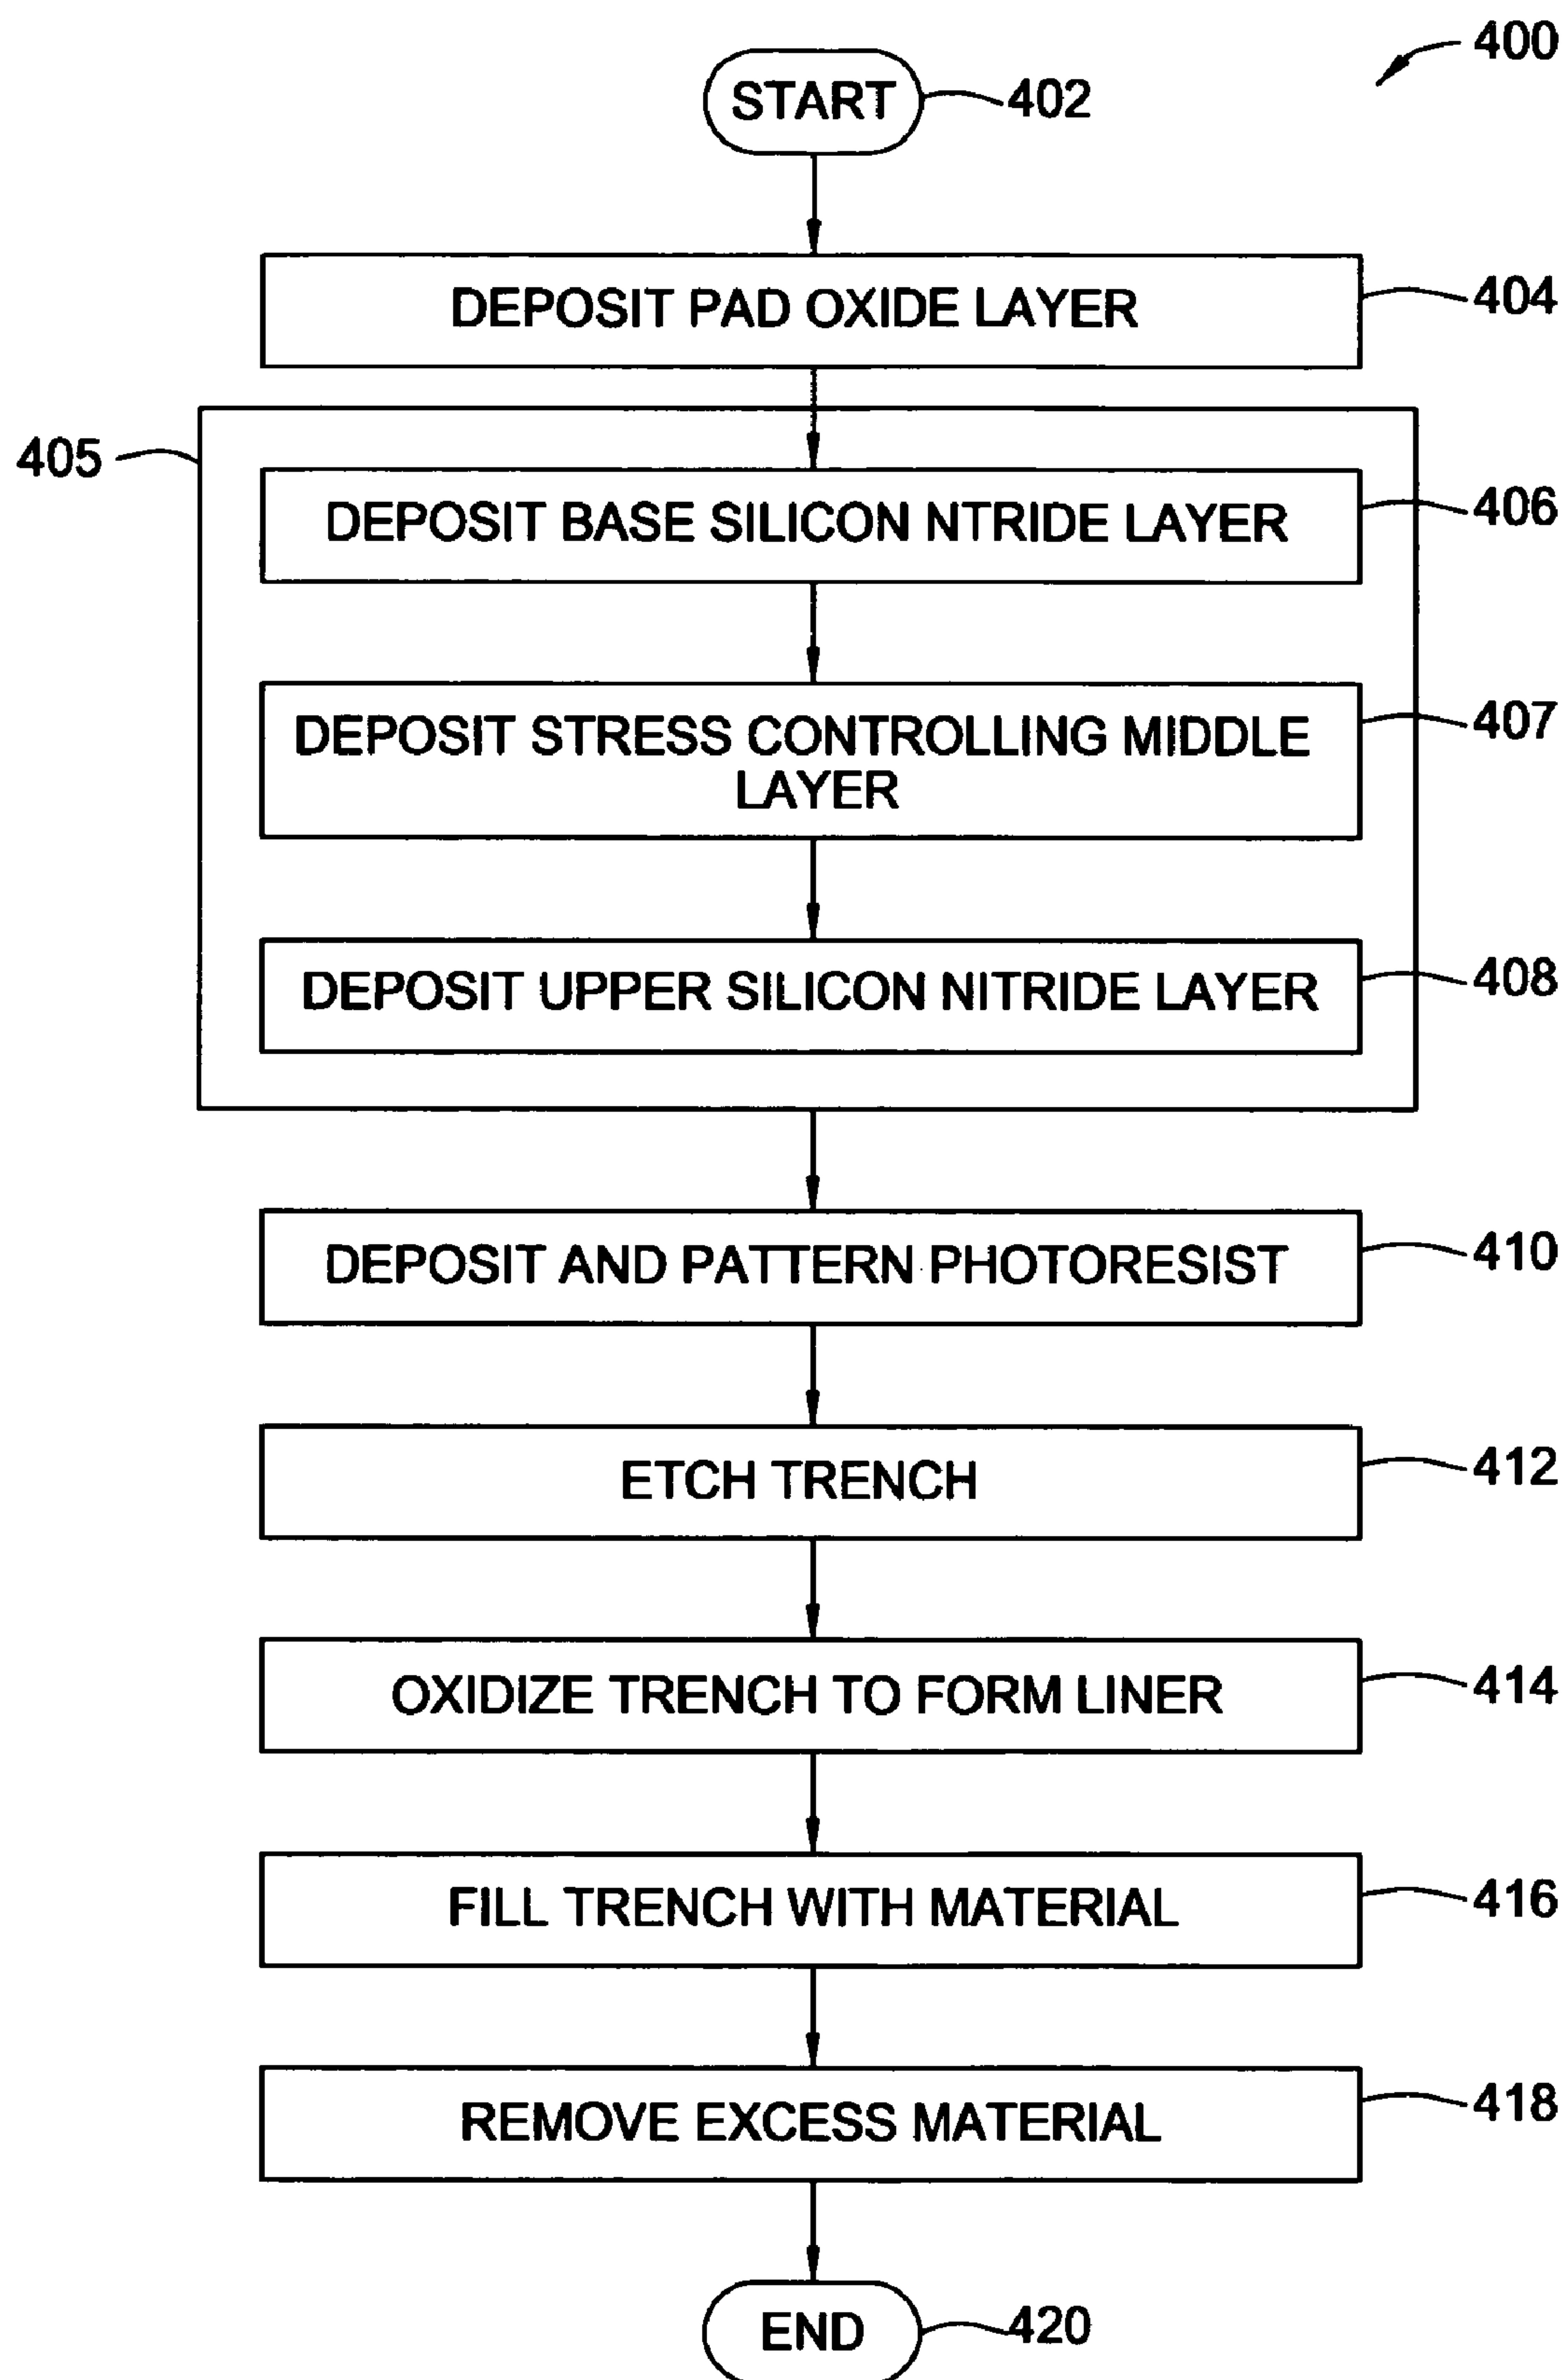 400
START
402
DEPOSIT PAD OXIDE LAYER
404
405
DEPOSIT BASE SILICON NTRIDE LAYER
406
DEPOSIT STRESS CONTROLLING MIDDLE
LAYER
407
DEPOSIT UPPER SILICON NITRIDE LAYER
408
DEPOSIT AND PATTERN PHOTORESIST
410
ETCH TRENCH
412
OXIDIZE TRENCH TO FORM LINER
414
FILL TRENCH WITH MATERIAL
416
REMOVE EXCESS MATERIAL
418
END
420